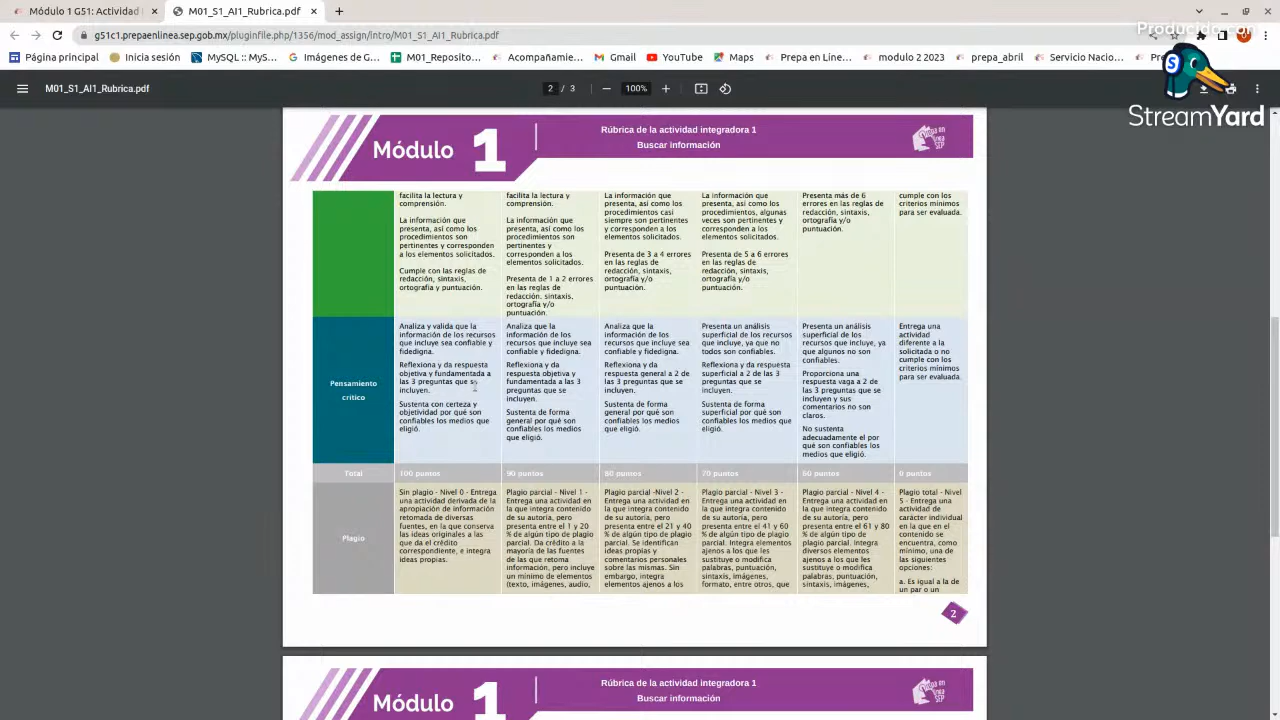 Módulo 1 G51: Actividad I
M01_S1_AI1_Rubrica.pdf
g51c1.prepaenlinea.sep.gob.mx/pluginfile.php/1356/mod_assign/intro/M01_S1_AI1_Rubrica.pdf
Página principal
Inicia sesión
MySQL :: MyS...
Imágenes de G...
M01_Reposito...
Acompañamie...
Gmail
YouTube
Maps
Prepa en Líne...
modulo 2 2023
prepa_abril
Servicio Nacio...
Producido con
StreamYard
M01_S1_AI1_Rubrica.pdf
2 / 3
100%
Módulo 1
Rúbrica de la actividad integradora 1
Buscar información
facilita la lectura y
comprensión.
La información que
presenta, así como los
procedimientos son
pertinentes y corresponden
a los elementos solicitados.
Cumple con las reglas de
redacción, sintaxis,
ortografía y puntuación.
facilita la lectura y
comprensión.
La información que
presenta, así como los
procedimientos son
pertinentes y
corresponden a los
elementos solicitados.
Presenta de 1 a 2 errores
en las reglas de
redacción, sintaxis,
ortografía y/o
puntuación.
La información que
presenta, así como los
procedimientos casi
siempre son pertinentes
y corresponden a los
elementos solicitados.
Presenta de 3 a 4 errores
en las reglas de
redacción, sintaxis,
ortografía y/o
puntuación.
La información que
presenta, así como los
procedimientos, algunas
veces son pertinentes y
corresponden a los
elementos solicitados.
Presenta de 5 a 6 errores
en las reglas de
redacción, sintaxis,
ortografía y/o
puntuación.
Presenta más de 6
errores en las reglas de
redacción, sintaxis,
ortografía y/o
puntuación.
cumple con los
criterios mínimos
para ser evaluada.
Pensamiento
crítico
Analiza y valida que la
información de los recursos
que incluye sea confiable y
fidedigna.
Reflexiona y da respuesta
objetiva y fundamentada a
las 3 preguntas que se
incluyen.
Sustenta con certeza y
objetividad por qué son
confiables los medios que
eligió.
Analiza que la
información de los
recursos que incluye sea
confiable y fidedigna.
Reflexiona y da
respuesta objetiva y
fundamentada a las 3
preguntas que se
incluyen.
Sustenta de forma
general por qué son
confiables los medios
que eligió.
Analiza que la
información de los
recursos que incluye sea
confiable y fidedigna.
Reflexiona y da
respuesta general a 2 de
las 3 preguntas que se
incluyen.
Sustenta de forma
general por qué son
confiables los medios
que eligió.
Presenta un análisis
superficial de los recursos
que incluye, ya que no
todos son confiables.
Reflexiona y da respuesta
superficial a 2 de las 3
preguntas que se
incluyen.
Sustenta de forma
superficial por qué son
confiables los medios que
eligió.
Presenta un análisis
superficial de los
recursos que incluye, ya
que algunos no son
confiables.
Proporciona una
respuesta vaga a 2 de
las 3 preguntas que se
incluyen y sus
comentarios no son
claros.
No sustenta
adecuadamente el por
qué son confiables los
medios que eligió.
Entrega una
actividad
diferente a la
solicitada o no
cumple con los
criterios mínimos
para ser evaluada.
Total
100 puntos
90 puntos
80 puntos
70 puntos
60 puntos
0 puntos
Plagio
Sin plagio - Nivel 0 - Entrega
una actividad derivada de la
apropiación de información
retomada de diversas
fuentes, en la que conserva
las ideas originales a las
que da el crédito
correspondiente, e integra
ideas propias.
Plagio parcial - Nivel 1 -
Entrega una actividad en
la que integra contenido
de su autoría, pero
presenta entre el 1 y 20
% de algún tipo de plagio
parcial. Da crédito a la
mayoría de las fuentes
de las que retoma
información, pero incluye
un mínimo de elementos
(texto, imágenes, audio,
Plagio parcial -Nivel 2 -
Entrega una actividad en
la que integra contenido
de su autoría, pero
presenta entre el 21 y 40
% de algún tipo de plagio
parcial. Se identifican
ideas propias y
comentarios personales
sobre las mismas. Sin
embargo, integra
elementos ajenos a los
Plagio parcial - Nivel 3 -
Entrega una actividad en
la que integra contenido
de su autoría, pero
presenta entre el 41 y 60
% de algún tipo de plagio
parcial. Integra elementos
ajenos a los que les
sustituye o modifica
palabras, puntuación,
sintaxis, imágenes,
formato, entre otros, que
Plagio parcial - Nivel 4 -
Entrega una actividad en
la que integra contenido
de su autoría, pero
presenta entre el 61 y 80
% de algún tipo de plagio
parcial. Integra
diversos elementos
ajenos a los que les
sustituye o modifica
palabras, puntuación,
sintaxis, imágenes,
Plagio total - Nivel
5 - Entrega una
actividad de
carácter individual
en la que en el
contenido se
encuentra, como
mínimo, una de
las siguientes
opciones:
a. Es igual a la de
un par o un
2
Módulo 1
Rúbrica de la actividad integradora 1
Buscar información